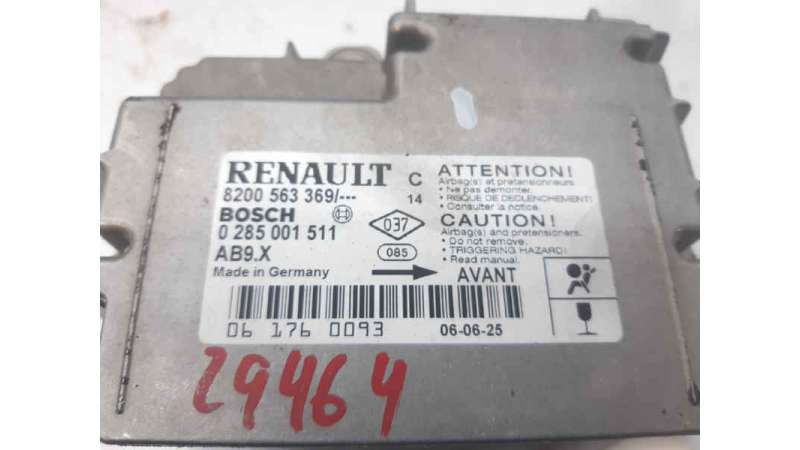 RENAULT C
8200 563 369/--- 14
BOSCH
0 285 001 511 037
AB9.X 085
Made in Germany AVANT
ATTENTION!
Airbag(s) et pretensionneurs
• Ne pas demonter.
• RISQUE DE DECLENCHEMENT!
• Consulter la notice.
CAUTION!
Airbag(s) and pretensioners.
• Do not remove.
• TRIGGERING HAZARD!
• Read manual.
06 176 0093 06-06-25
29464